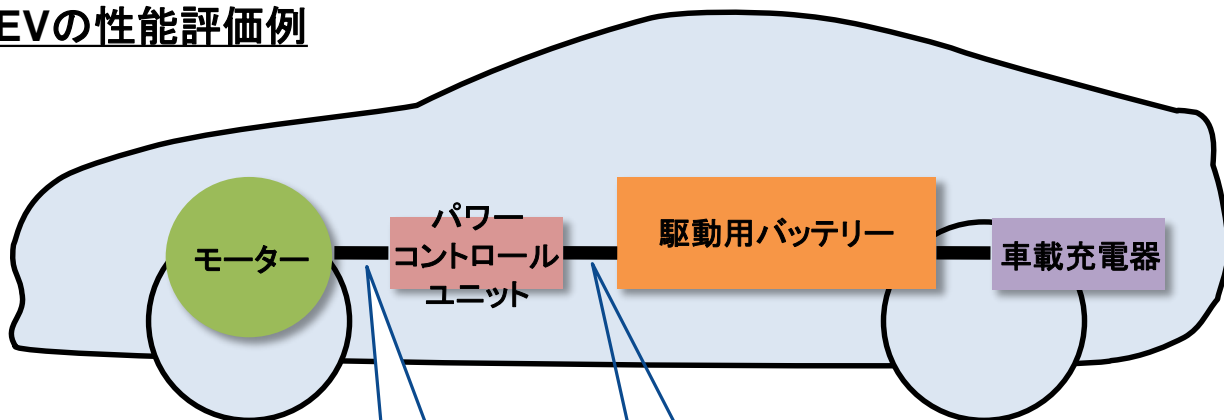 EVの性能評価例
モーター
パワー
コントロール
ユニット
駆動用バッテリー
車載充電器